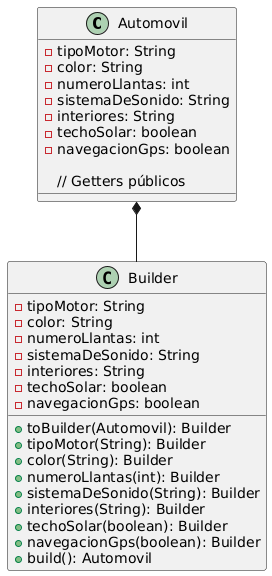 C Automovil
tipoMotor: String
color: String
numeroLlantas: int
sistemaDeSonido: String
interiores: String
techoSolar: boolean
navegacionGps: boolean
// Getters públicos
C Builder
tipoMotor: String
color: String
numeroLlantas: int
sistemaDeSonido: String
interiores: String
techoSolar: boolean
navegacionGps: boolean
toBuilder(Automovil): Builder
tipoMotor(String): Builder
color(String): Builder
numeroLlantas(int): Builder
sistemaDeSonido(String): Builder
interiores(String): Builder
techoSolar(boolean): Builder
navegacionGps(boolean): Builder
build(): Automovil